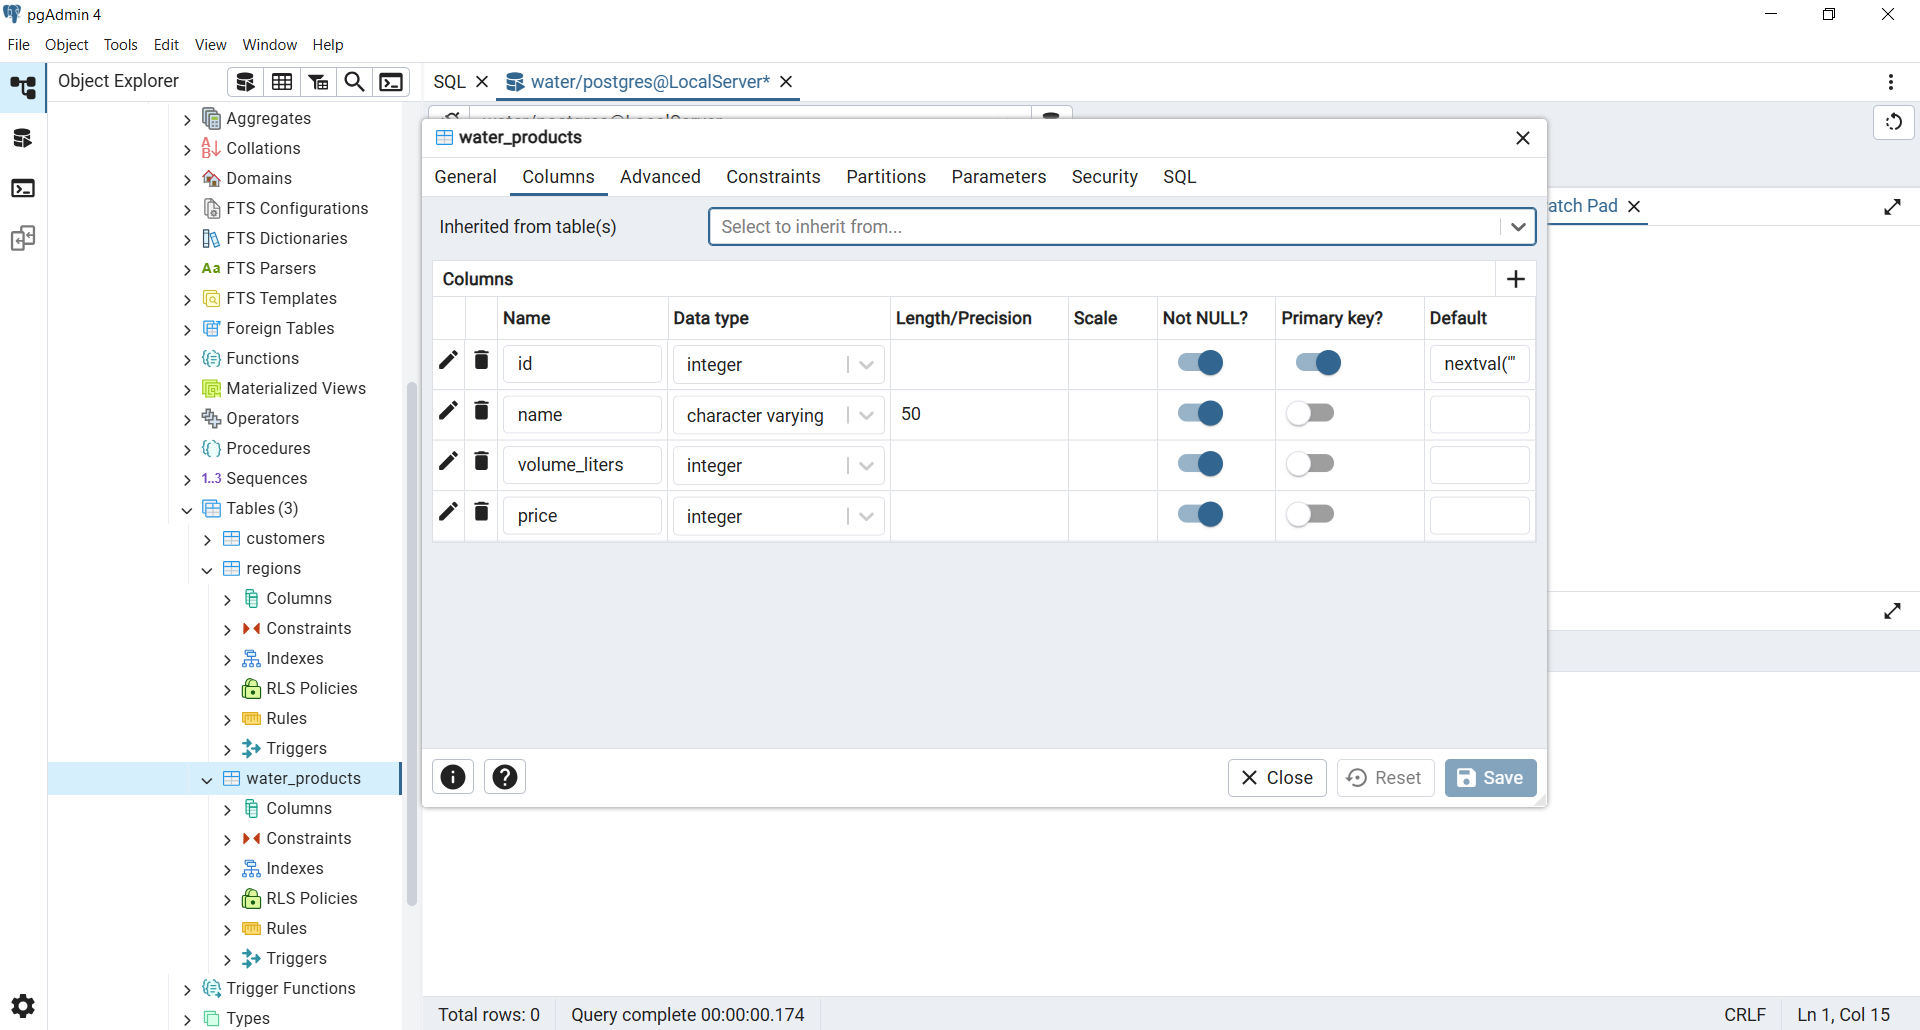 pgAdmin 4
File Object Tools Edit View Window Help
Object Explorer
SQL
water/postgres@LocalServer*
Aggregates
Collations
Domains
FTS Configurations
FTS Dictionaries
Aa FTS Parsers
FTS Templates
Foreign Tables
Functions
Materialized Views
Operators
Procedures
1..3 Sequences
Tables (3)
customers
regions
Columns
Constraints
Indexes
RLS Policies
Rules
Triggers
water_products
Columns
Constraints
Indexes
RLS Policies
Rules
Triggers
Trigger Functions
Types
water_products
General Columns Advanced Constraints Partitions Parameters Security SQL
atch Pad
Inherited from table(s) Select to inherit from...
Columns
Name Data type Length/Precision Scale Not NULL? Primary key? Default
id integer nextval('"
name character varying 50
volume_liters integer
price integer
Close Reset Save
Total rows: 0 Query complete 00:00:00.174 CRLF Ln 1, Col 15